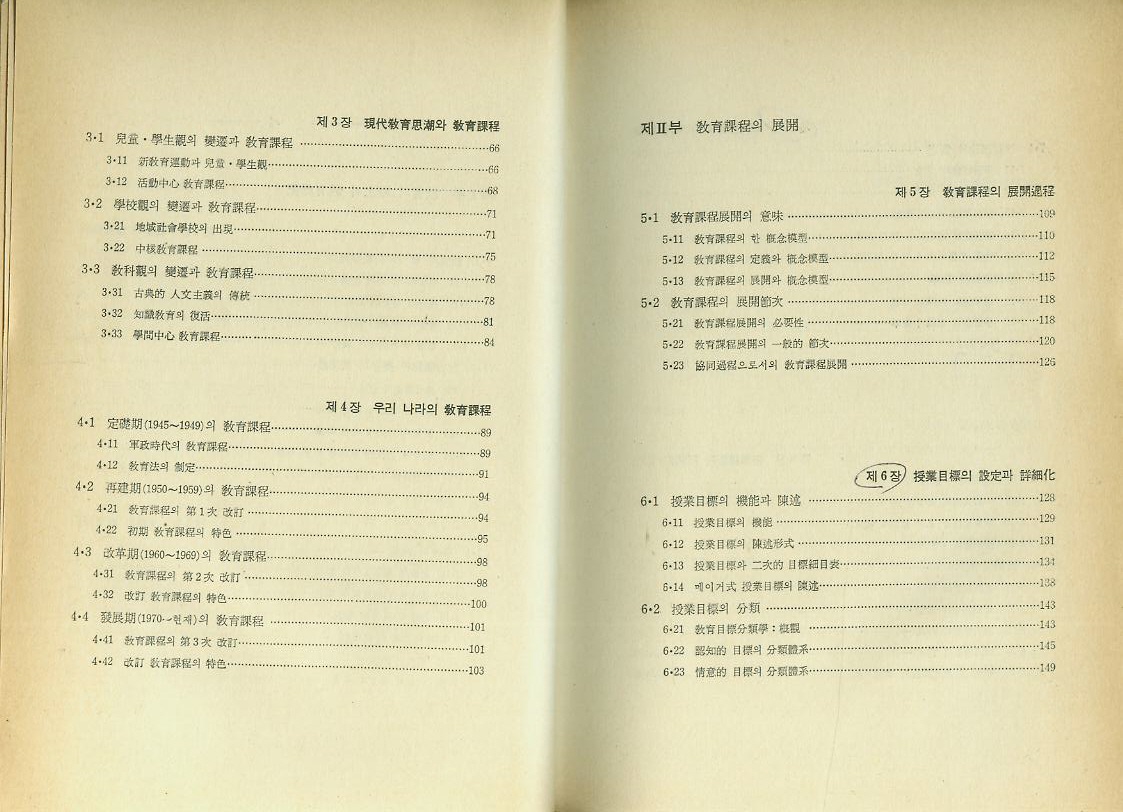 제3장 現代敎育思潮와 敎育課程
3·1 兒童·學生觀의 變遷과 敎育課程 ········66
3·11 新敎育運動과 兒童·學生觀········66
3·12 活動中心 敎育課程········68
3·2 學校觀의 變遷과 敎育課程········71
3·21 地域社會學校의 出現········71
3·22 中核敎育課程········75
3·3 敎科觀의 變遷과 敎育課程········78
3·31 古典的 人文主義의 傳統········78
3·32 知識敎育의 復活········81
3·33 學問中心 敎育課程········84
제4장 우리 나라의 敎育課程
4·1 定礎期(1945~1949)의 敎育課程········89
4·11 軍政時代의 敎育課程········89
4·12 敎育法의 制定········91
4·2 再建期(1950~1959)의 敎育課程········94
4·21 敎育課程의 第1次 改訂········94
4·22 初期 敎育課程의 特色········95
4·3 改革期(1960~1969)의 敎育課程········98
4·31 敎育課程의 第2次 改訂········98
4·32 改訂 敎育課程의 特色········100
4·4 發展期(1970~현재)의 敎育課程········101
4·41 敎育課程의 第3次 改訂········101
4·42 改訂 敎育課程의 特色········103
제Ⅱ부 敎育課程의 展開
제5장 敎育課程의 展開過程
5·1 敎育課程展開의 意味········109
5·11 敎育課程의 한 槪念模型········110
5·12 敎育課程의 定義와 槪念模型········112
5·13 敎育課程의 展開와 槪念模型········115
5·2 敎育課程의 展開節次········118
5·21 敎育課程展開의 必要性········118
5·22 敎育課程展開의 一般的 節次········120
5·23 協同過程으로서의 敎育課程展開········126
제6장 授業目標의 設定과 詳細化
6·1 授業目標의 機能과 陳述········128
6·11 授業目標의 機能········129
6·12 授業目標의 陳述形式········131
6·13 授業目標와 二次的 目標細目表········134
6·14 메이거式 授業目標의 陳述········138
6·2 授業目標의 分類········143
6·21 敎育目標分類學：槪觀········143
6·22 認知的 目標의 分類體系········145
6·23 情意的 目標의 分類體系········149